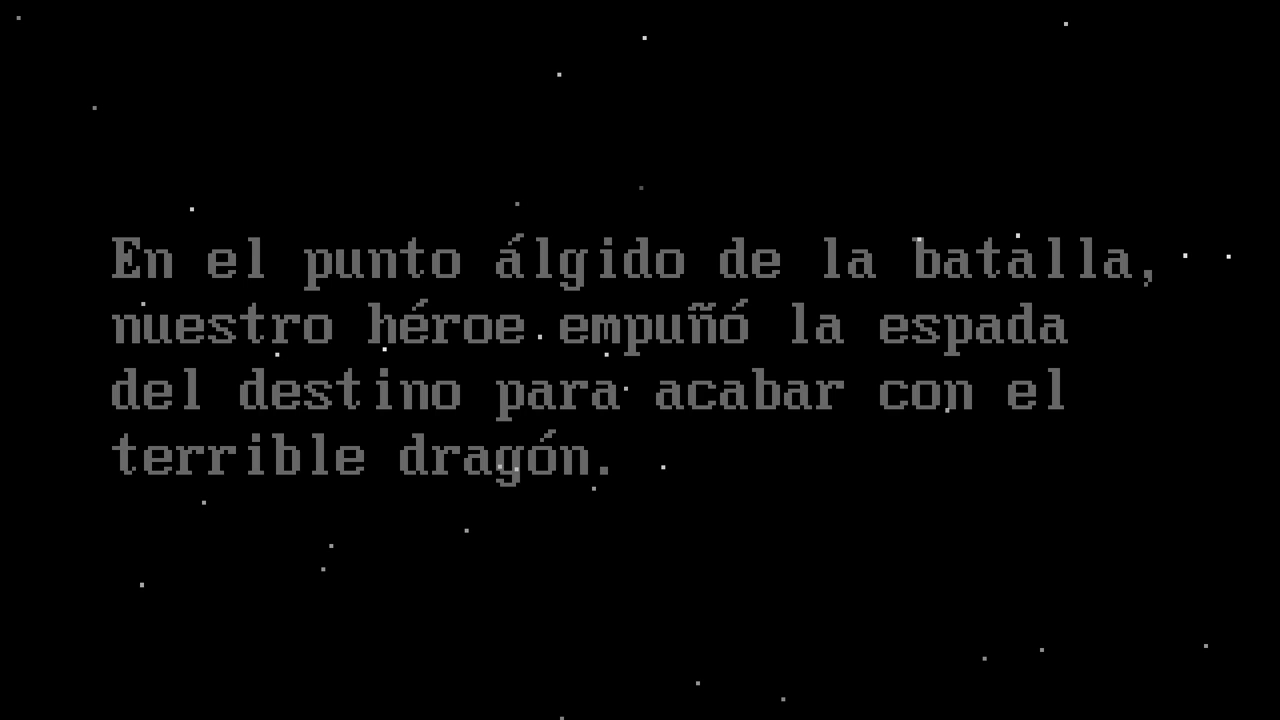 En el punto álgido de la batalla,
nuestro héroe empuñó la espada
del destino para acabar con el
terrible dragón.